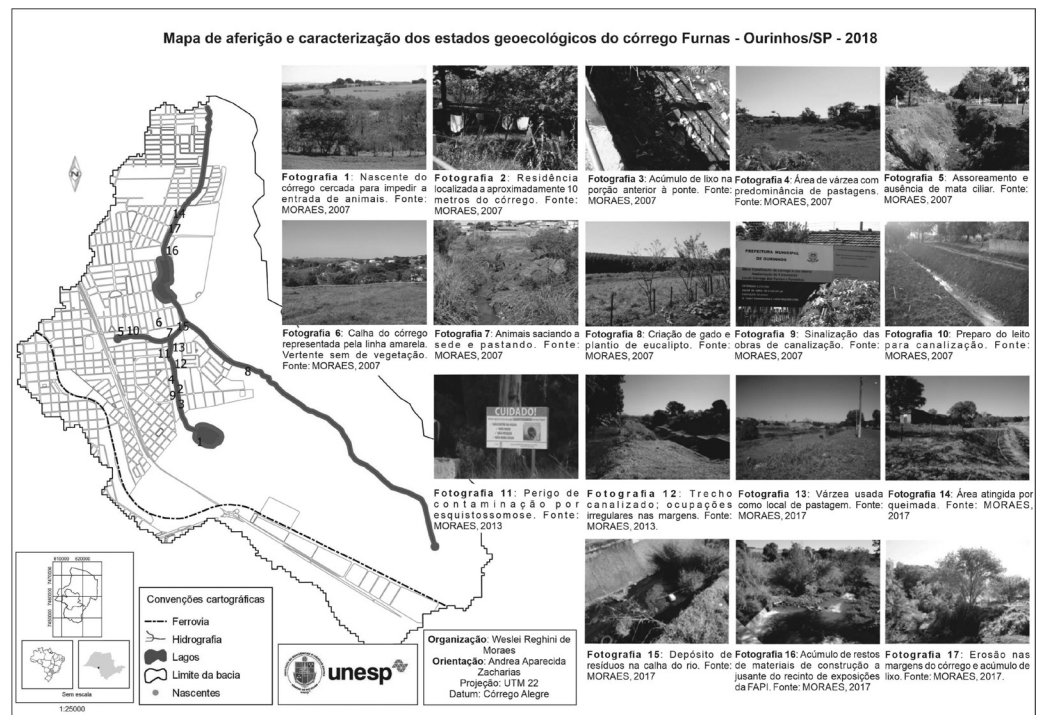 Mapa de aferição e caracterização dos estados geoecológicos do córrego Furnas - Ourinhos/SP - 2018
Fotografia 1: Nascente do
córrego cercada para impedir a
entrada de animais. Fonte:
MORAES, 2007
Fotografia 2: Residência
localizada a aproximadamente 10
metros do córrego. Fonte:
MORAES, 2007
Fotografia 3: Acúmulo de lixo na
porção anterior à ponte. Fonte:
MORAES, 2007
Fotografia 4: Área de várzea com
predominância de pastagens.
Fonte: MORAES, 2007
Fotografia 5: Assoreamento e
ausência de mata ciliar. Fonte:
MORAES, 2007
Fotografia 6: Calha do córrego
representada pela linha amarela.
Vertente sem de vegetação.
Fonte: MORAES, 2007
Fotografia 7: Animais saciando a
sede e pastando. Fonte:
MORAES, 2007
Fotografia 8: Criação de gado e
plantio de eucalipto. Fonte:
MORAES, 2007
PREFEITURA MUNICIPAL
DE OURINHOS
Fotografia 9: Sinalização das
obras de canalização. Fonte:
MORAES, 2007
Fotografia 10: Preparo do leito
para canalização. Fonte:
MORAES, 2007
CUIDADO!
Fotografia 11: Perigo de
contaminação por
esquistossomose. Fonte:
MORAES, 2013
Fotografia 12: Trecho
canalizado; ocupações
irregulares nas margens. Fonte:
MORAES, 2013.
Fotografia 13: Várzea usada
como local de pastagem. Fonte:
MORAES, 2017
Fotografia 14: Área atingida por
queimada. Fonte: MORAES,
2017
Fotografia 15: Depósito de
resíduos na calha do rio. Fonte:
MORAES, 2017
Fotografia 16: Acúmulo de restos
de materiais de construção a
jusante do recinto de exposições
da FAPI. Fonte: MORAES, 2017
Fotografia 17: Erosão nas
margens do córrego e acúmulo de
lixo. Fonte: MORAES, 2017.
Z
14
17
16
15
6
5 10
7
11 13
12
8
4
2
9
3
1
610000 620000
Sem escala
1:25000
Convenções cartográficas
Ferrovia
Hidrografia
Lagos
Limite da bacia
Nascentes
unesp
Organização: Weslei Reghini de
Moraes
Orientação: Andrea Aparecida
Zacharias
Projeção: UTM 22
Datum: Córrego Alegre